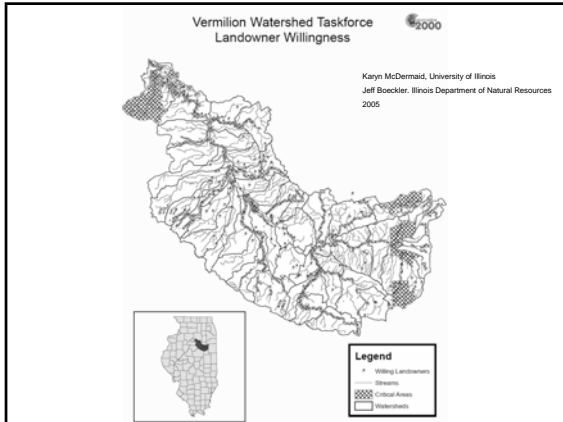 Vermilion Watershed Taskforce
Landowner Willingness
2000
Karyn McDermaid, University of Illinois
Jeff Boeckler. Illinois Department of Natural Resources
2005
Legend
Willing Landowners
Streams
Critical Areas
Watersheds